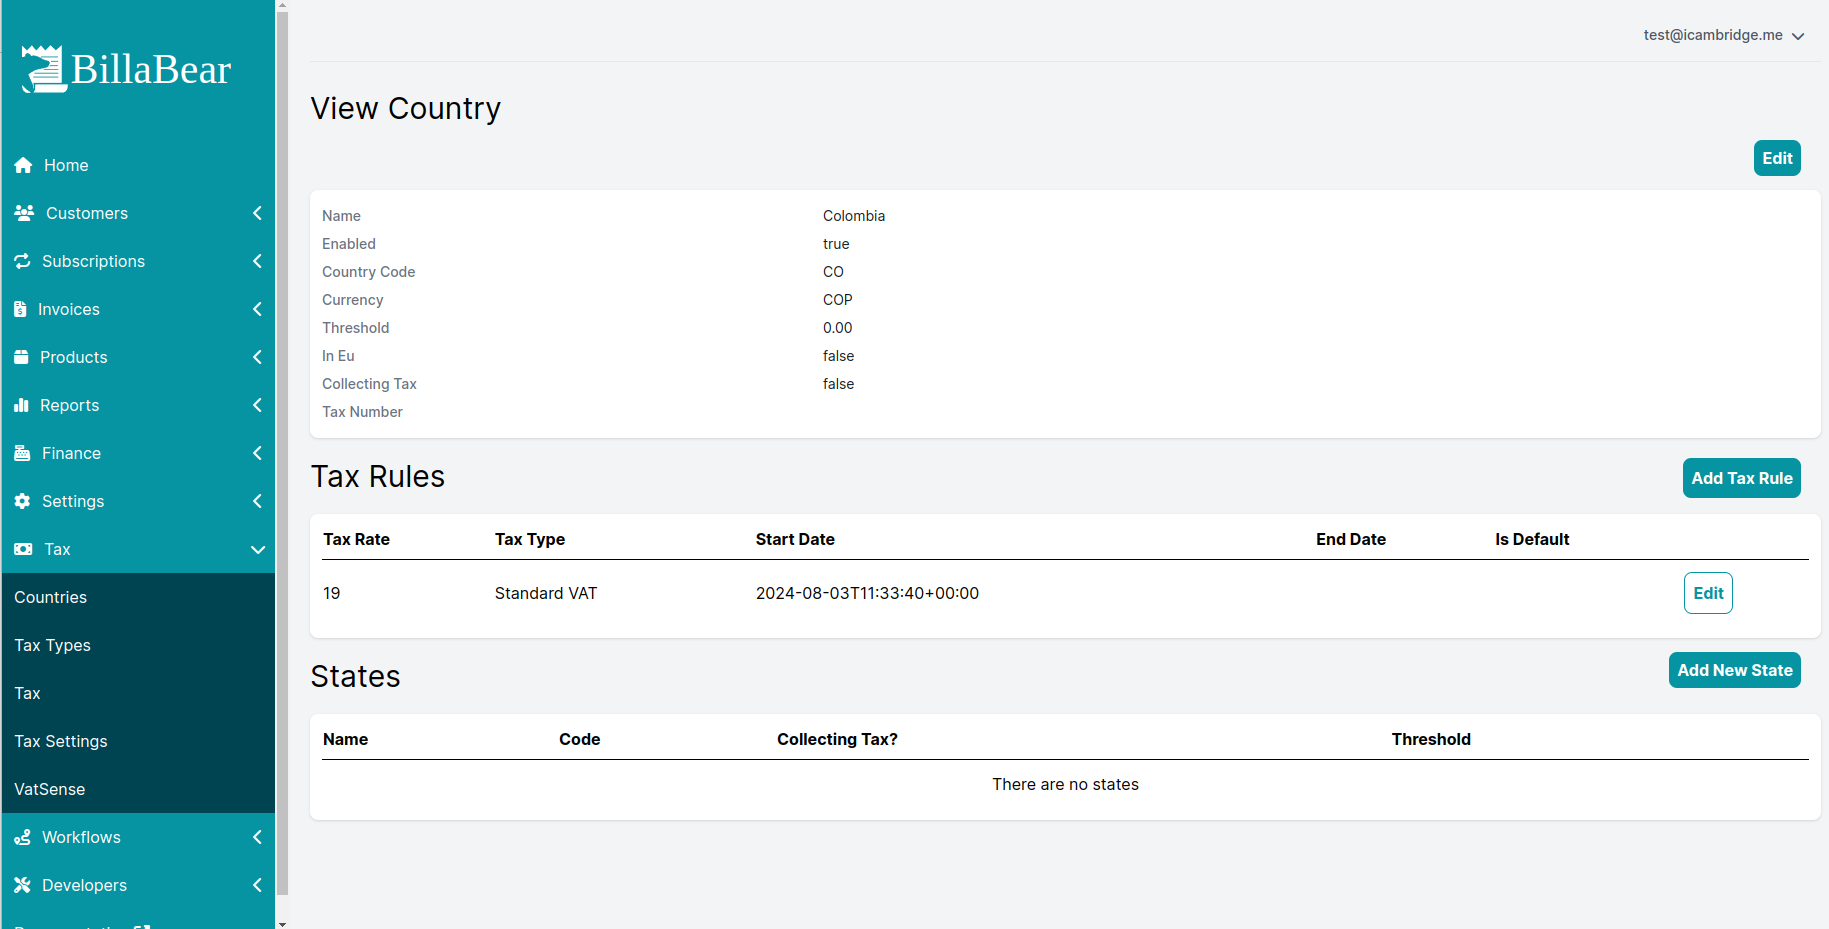 test@icambridge.me
BillaBear
Home
Customers
Subscriptions
Invoices
Products
Reports
Finance
Settings
Tax
Countries
Tax Types
Tax
Tax Settings
VatSense
Workflows
Developers
View Country
Edit
Name Colombia
Enabled true
Country Code CO
Currency COP
Threshold 0.00
In Eu false
Collecting Tax false
Tax Number
Tax Rules
Add Tax Rule
Tax Rate Tax Type Start Date End Date Is Default
19 Standard VAT 2024-08-03T11:33:40+00:00 Edit
States
Add New State
Name Code Collecting Tax? Threshold
There are no states